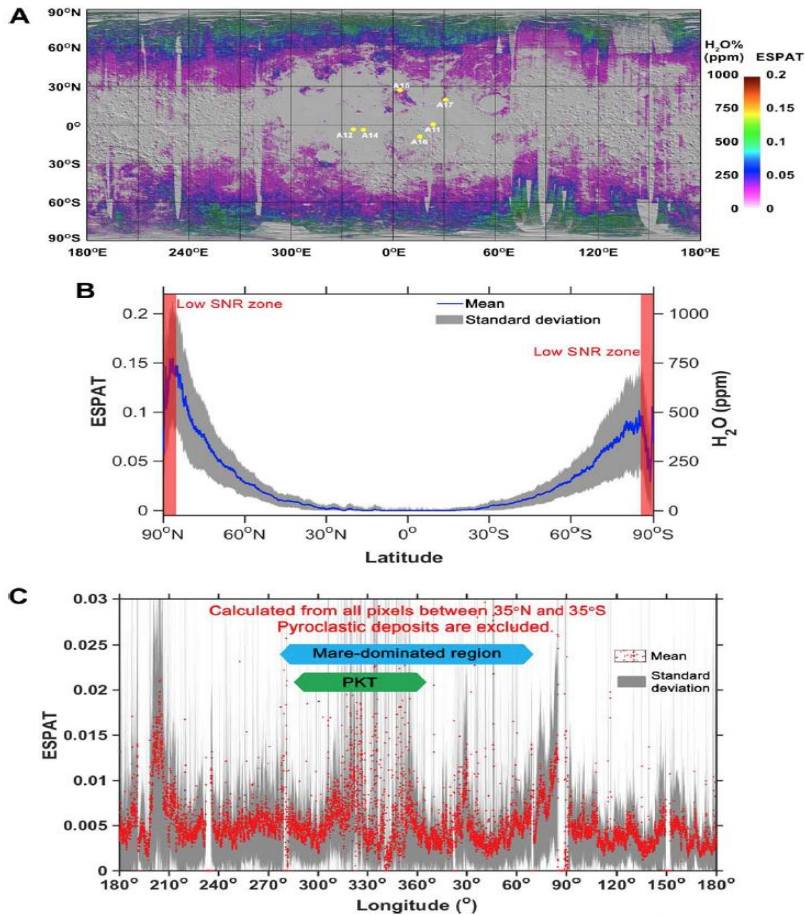 A
90°N
60°N
30°N
0°
30°S
60°S
90°S
180°E
240°E
300°E
0°E
60°E
120°E
180°E
A15
A17
A12
A14
A11
A16
H₂O%
(ppm)
ESPAT
1000
0.2
750
0.15
500
0.1
250
0.05
0
0
B
Low SNR zone
Mean
Standard deviation
Low SNR zone
ESPAT
0.2
0.15
0.1
0.05
0
H₂O (ppm)
1000
750
500
250
0
90°N
60°N
30°N
0°
30°S
60°S
90°S
Latitude
C
Calculated from all pixels between 35°N and 35°S
Pyroclastic deposits are excluded.
Mare-dominated region
PKT
Mean
Standard
deviation
ESPAT
0.03
0.025
0.02
0.015
0.01
0.005
0
180°
210°
240°
270°
300°
330°
360°
30°
60°
90°
120°
150°
180°
Longitude (°)